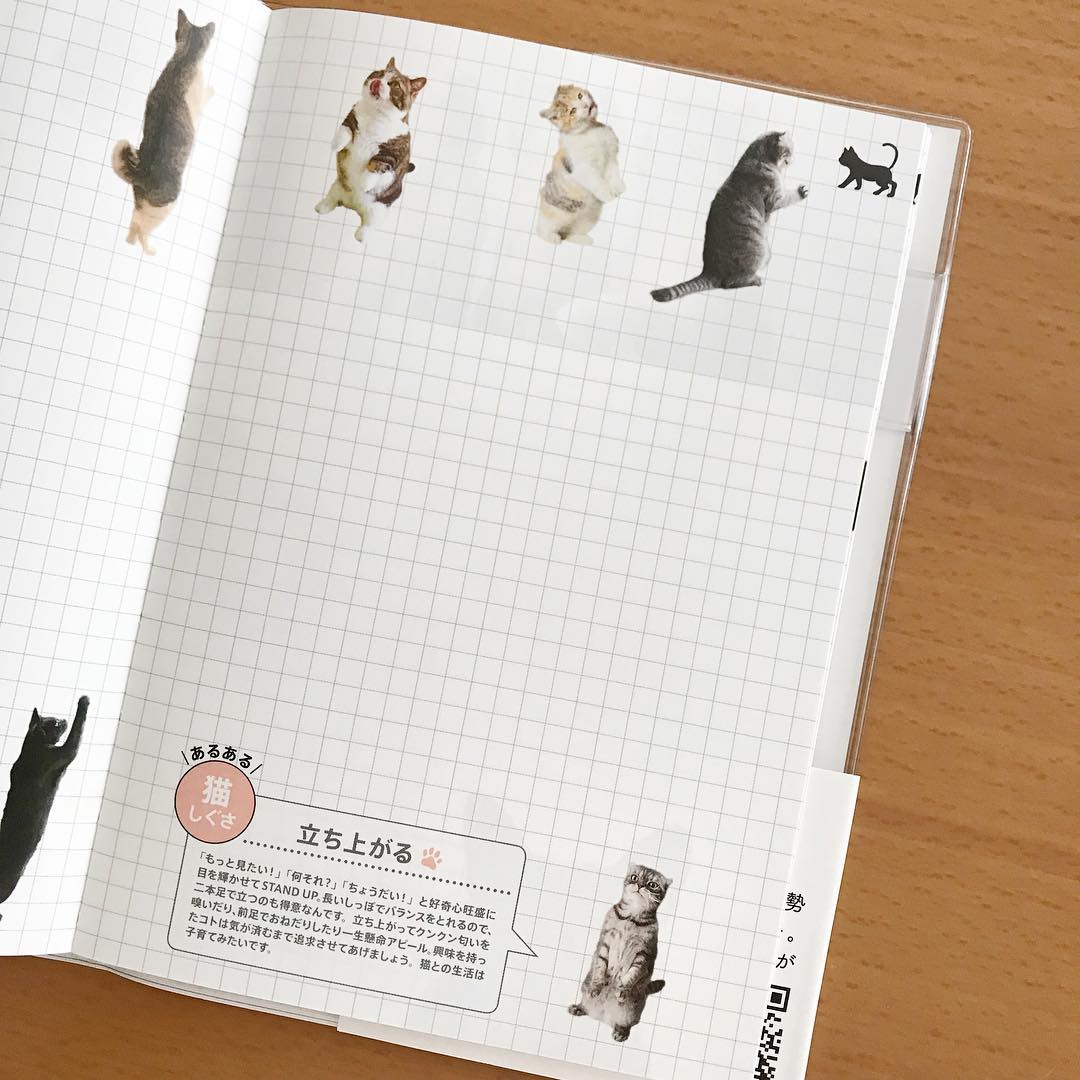 !
あるある
猫
しぐさ
立ち上がる
「もっと見たい！」「何それ？」「ちょうだい！」と好奇心旺盛に
目を輝かせてSTAND UP。長いしっぽでバランスをとれるので、
二本足で立つのも得意なんです。立ち上がってクンクン匂いを
嗅いだり、前足でおねだりしたり一生懸命アピール。興味を持っ
たコトは気が済むまで追求させてあげましょう。猫との生活は
子育てみたいです。
勢
。
が